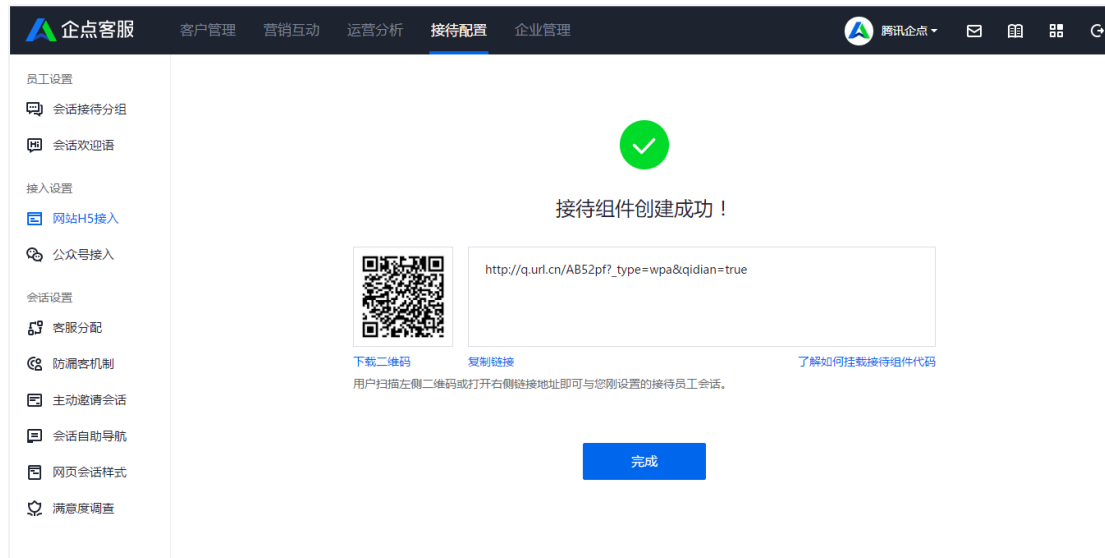 企点客服
客户管理
营销互动
运营分析
接待配置
企业管理
腾讯企点
员工设置
会话接待分组
Hi
会话欢迎语
接入设置
网站H5接入
公众号接入
会话设置
客服分配
防漏客机制
主动邀请会话
会话自助导航
网页会话样式
满意度调查
接待组件创建成功！
http://q.url.cn/AB52pf?_type=wpa&qidian=true
下载二维码
复制链接
了解如何挂载接待组件代码
用户扫描左侧二维码或打开右侧链接地址即可与您刚设置的接待员工会话。
完成